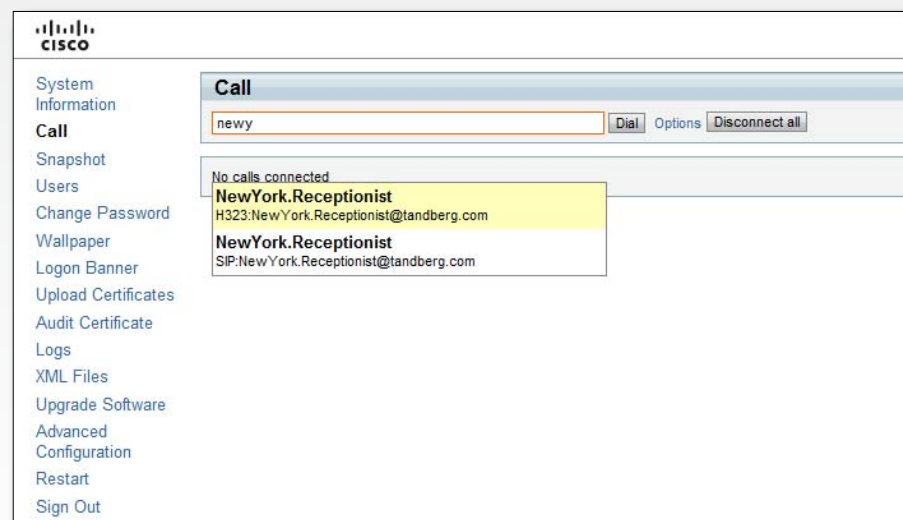 CISCO
System
Information
Call
Snapshot
Users
Change Password
Wallpaper
Logon Banner
Upload Certificates
Audit Certificate
Logs
XML Files
Upgrade Software
Advanced
Configuration
Restart
Sign Out
Call
newy Dial Options Disconnect all
No calls connected
NewYork.Receptionist
H323:NewYork.Receptionist@tandberg.com
NewYork.Receptionist
SIP:NewYork.Receptionist@tandberg.com